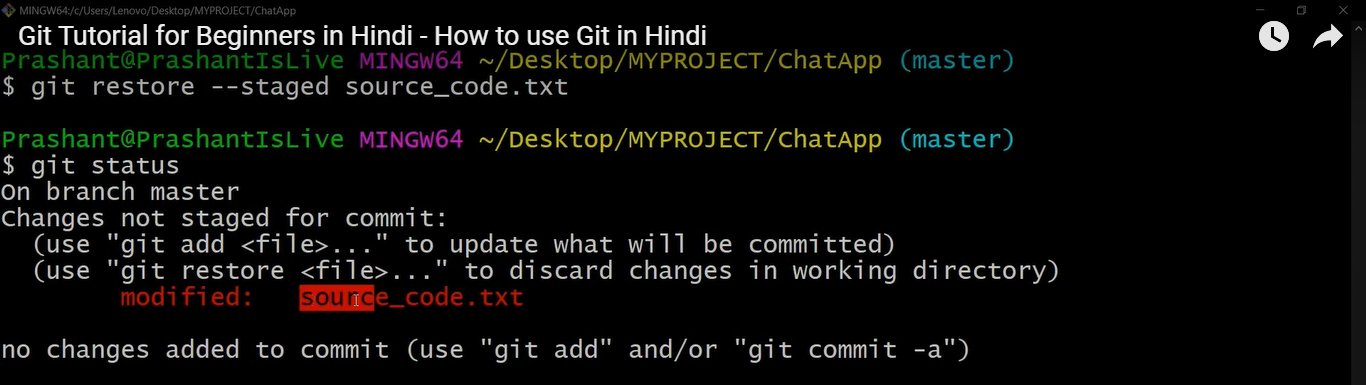 MINGW64:/c/Users/Lenovo/Desktop/MYPROJECT/ChatApp
Git Tutorial for Beginners in Hindi - How to use Git in Hindi
Prashant@PrashantIsLive MINGW64 ~/Desktop/MYPROJECT/ChatApp (master)
$ git restore --staged source_code.txt
Prashant@PrashantIsLive MINGW64 ~/Desktop/MYPROJECT/ChatApp (master)
$ git status
On branch master
Changes not staged for commit:
  (use "git add <file>..." to update what will be committed)
  (use "git restore <file>..." to discard changes in working directory)
        modified:   source_code.txt
no changes added to commit (use "git add" and/or "git commit -a")